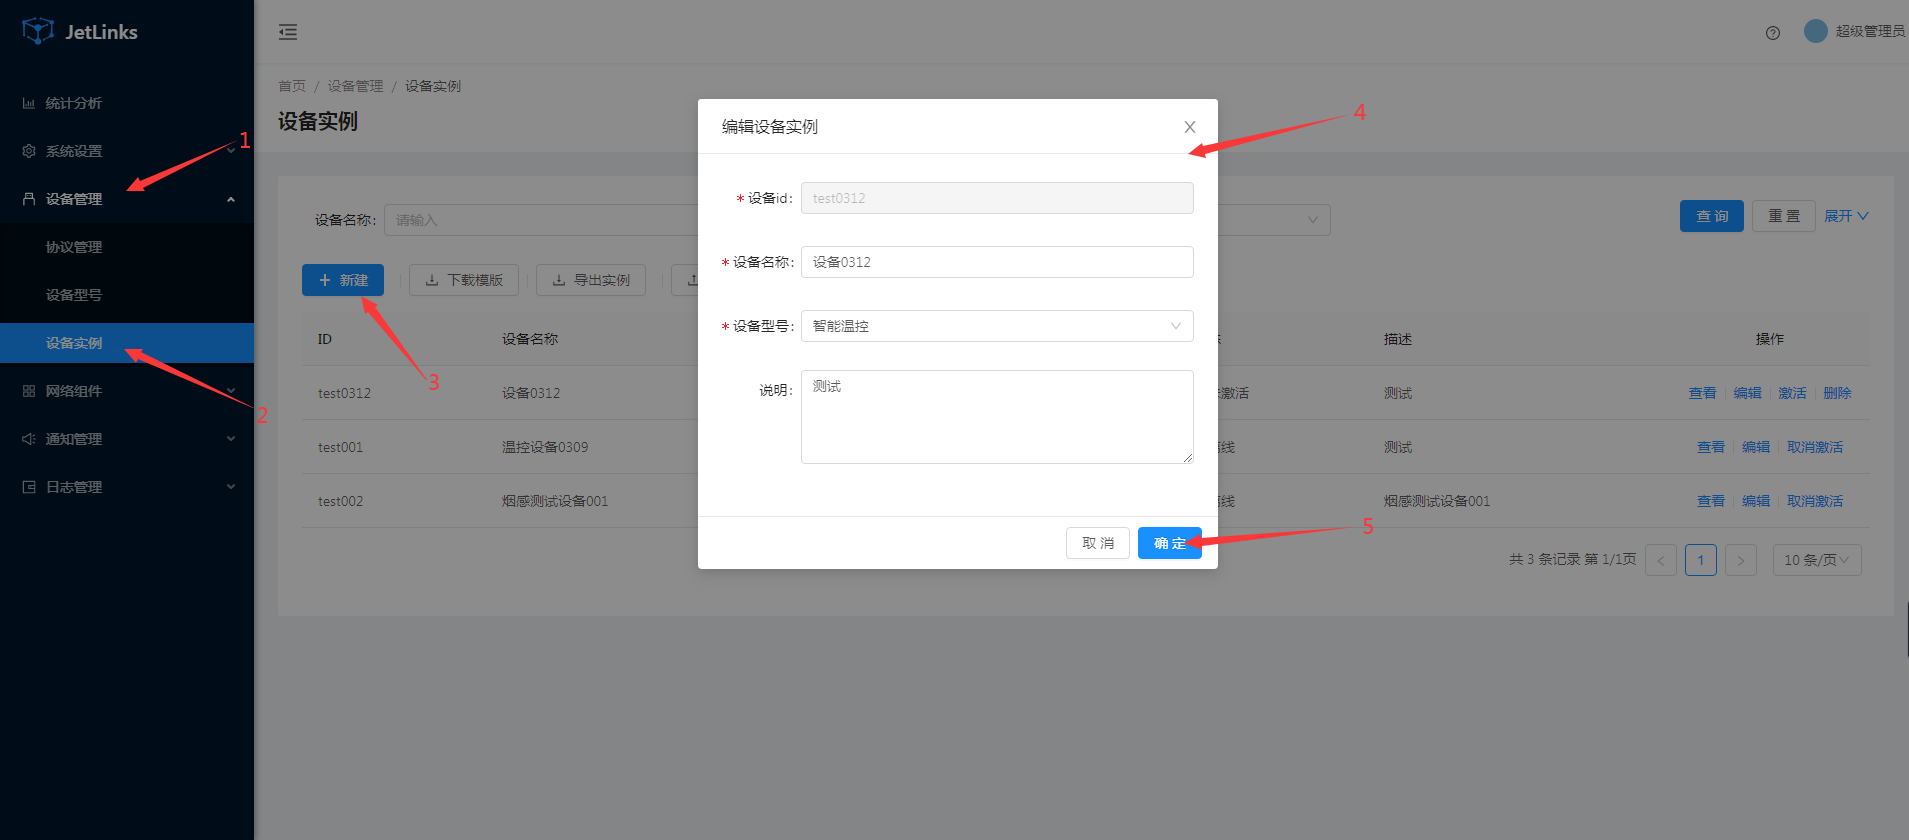 JetLinks
超级管理员
统计分析
系统设置
设备管理
协议管理
设备型号
设备实例
网络组件
通知管理
日志管理
1
2
首页 / 设备管理 / 设备实例
设备实例
设备名称: 请输入
查 询 重 置 展开
新建 下载模版 导出实例
3
ID 设备名称 描述 操作
test0312 设备0312 激活 测试 查看 编辑 激活 删除
test001 温控设备0309 线 测试 查看 编辑 取消激活
test002 烟感测试设备001 线 烟感测试设备001 查看 编辑 取消激活
共 3 条记录 第 1/1页 < 1 > 10 条/页
编辑设备实例 X
4
* 设备id: test0312
* 设备名称: 设备0312
* 设备型号: 智能温控
说明: 测试
取 消 确 定
5